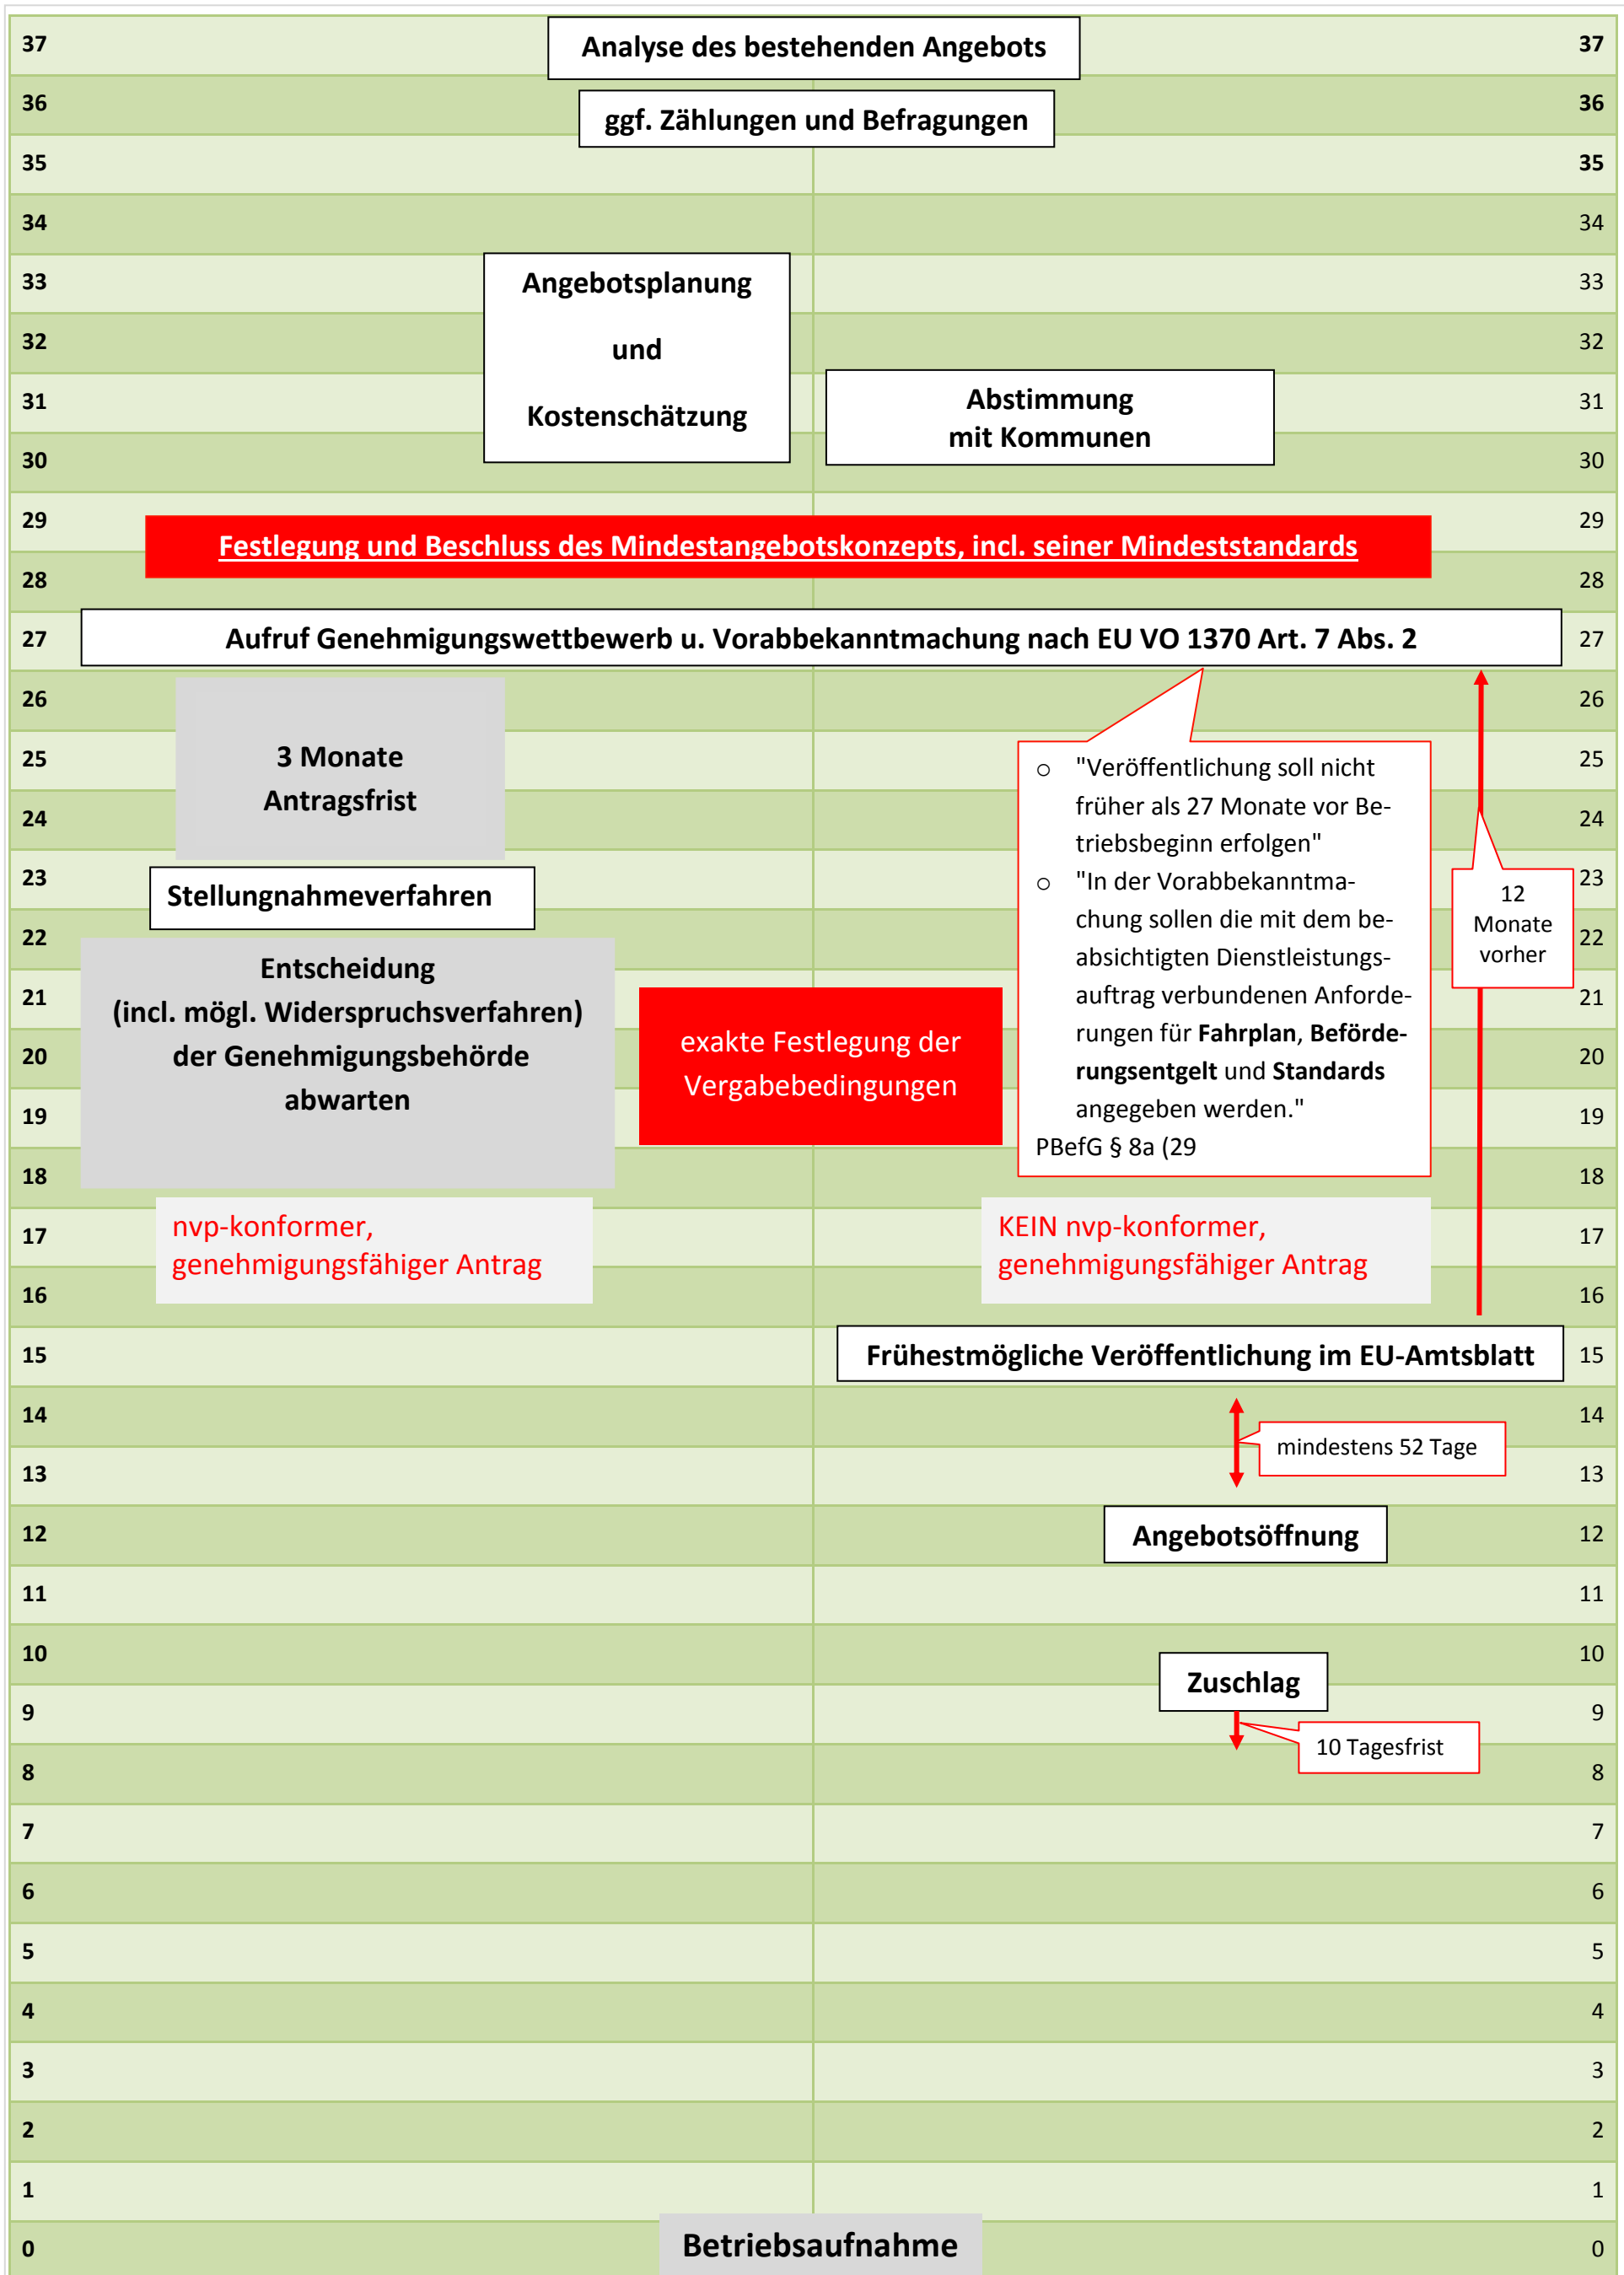 37 Analyse des bestehenden Angebots 37
36 ggf. Zählungen und Befragungen 36
35 35
34 34
33 Angebotsplanung 33
32 und 32
31 Kostenschätzung Abstimmung 31
mit Kommunen
30 30
29 29
Festlegung und Beschluss des Mindestangebotskonzepts, incl. seiner Mindeststandards
28 28
27 Aufruf Genehmigungswettbewerb u. Vorabbekanntmachung nach EU VO 1370 Art. 7 Abs. 2 27
26 26
25 3 Monate 25
Antragsfrist
24 24
23 Stellungnahmeverfahren 23
22 22
Entscheidung
(incl. mögl. Widerspruchsverfahren)
der Genehmigungsbehörde
abwarten
21 21
20 20
19 19
exakte Festlegung der
Vergabebedingungen
o "Veröffentlichung soll nicht
früher als 27 Monate vor Be-
triebsbeginn erfolgen"
o "In der Vorabbekanntma-
chung sollen die mit dem be-
absichtigten Dienstleistungs-
auftrag verbundenen Anforde-
rungen für Fahrplan, Beförde-
rungsentgelt und Standards
angegeben werden."
PBefG § 8a (29
12
Monate
vorher
18 18
17 17
nvp-konformer,
genehmigungsfähiger Antrag
KEIN nvp-konformer,
genehmigungsfähiger Antrag
16 16
15 Frühestmögliche Veröffentlichung im EU-Amtsblatt 15
14 14
mindestens 52 Tage
13 13
12 Angebotsöffnung 12
11 11
10 10
Zuschlag
9 9
10 Tagesfrist
8 8
7 7
6 6
5 5
4 4
3 3
2 2
1 1
0 Betriebsaufnahme 0